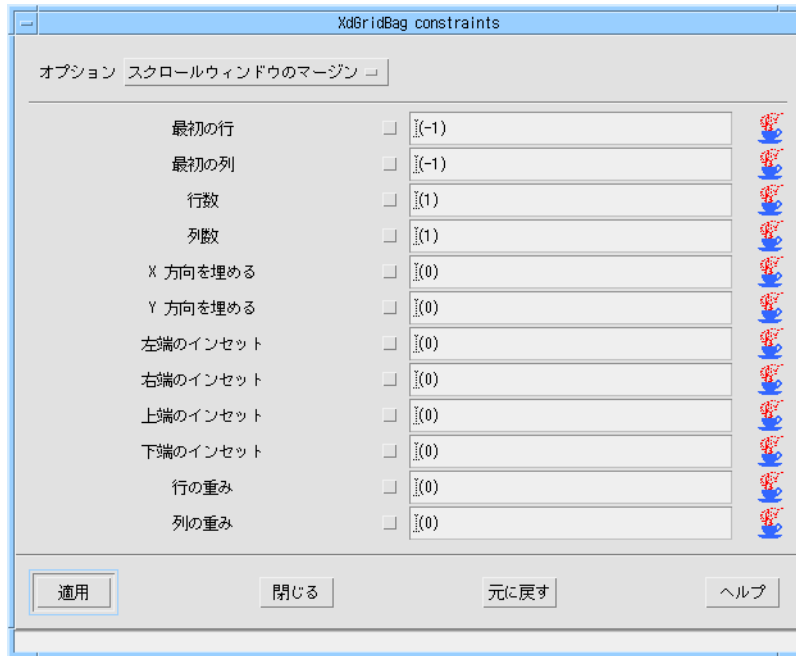 XdGridBag constraints
オプション スクロールウィンドウのマージン
最初の行 (-1)
最初の列 (-1)
行数 (1)
列数 (1)
X 方向を埋める (0)
Y 方向を埋める (0)
左端のインセット (0)
右端のインセット (0)
上端のインセット (0)
下端のインセット (0)
行の重み (0)
列の重み (0)
適用 閉じる 元に戻す ヘルプ